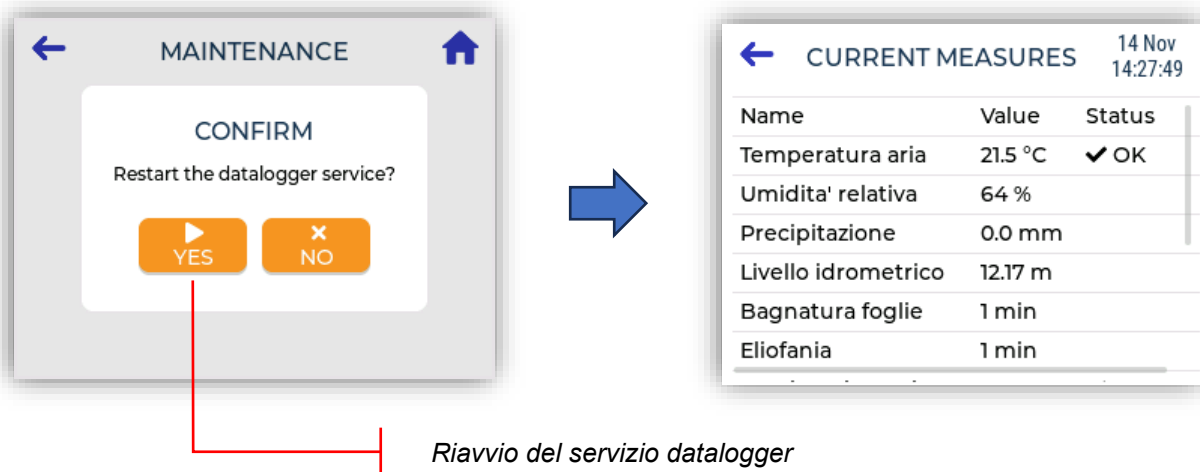 MAINTENANCE
CONFIRM
Restart the datalogger service?
YES
NO
CURRENT MEASURES
14 Nov
14:27:49
Name Value Status
Temperatura aria 21.5 °C ✔ OK
Umidita' relativa 64 %
Precipitazione 0.0 mm
Livello idrometrico 12.17 m
Bagnatura foglie 1 min
Eliofania 1 min
Riavvio del servizio datalogger